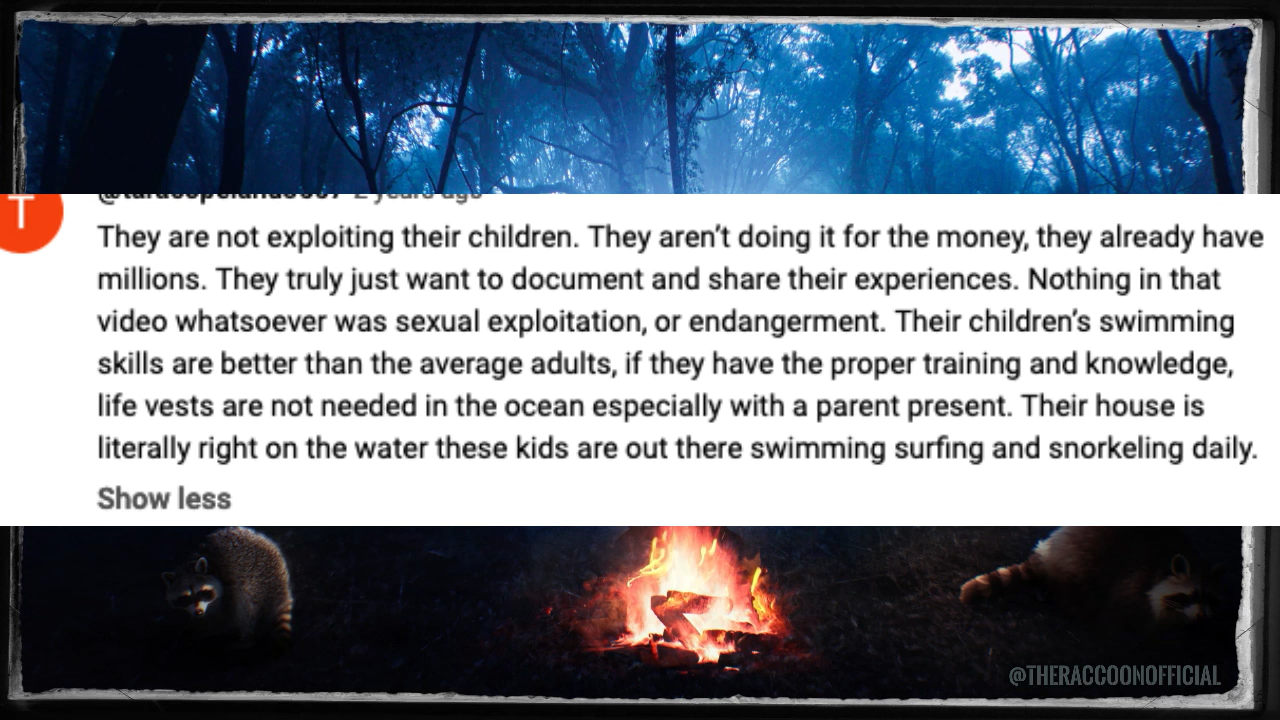 T
2 years ago
They are not exploiting their children. They aren't doing it for the money, they already have
millions. They truly just want to document and share their experiences. Nothing in that
video whatsoever was sexual exploitation, or endangerment. Their children's swimming
skills are better than the average adults, if they have the proper training and knowledge,
life vests are not needed in the ocean especially with a parent present. Their house is
literally right on the water these kids are out there swimming surfing and snorkeling daily.
Show less
@THERACCOONOFFICIAL